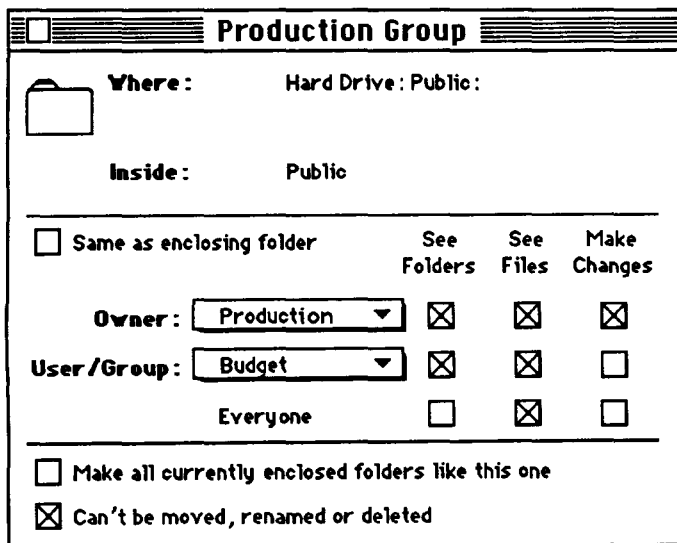 Production Group
Where: Hard Drive: Public:
Inside: Public
Same as enclosing folder See Folders See Files Make Changes
Owner: Production
User/Group: Budget
Everyone
Make all currently enclosed folders like this one
Can't be moved, renamed or deleted